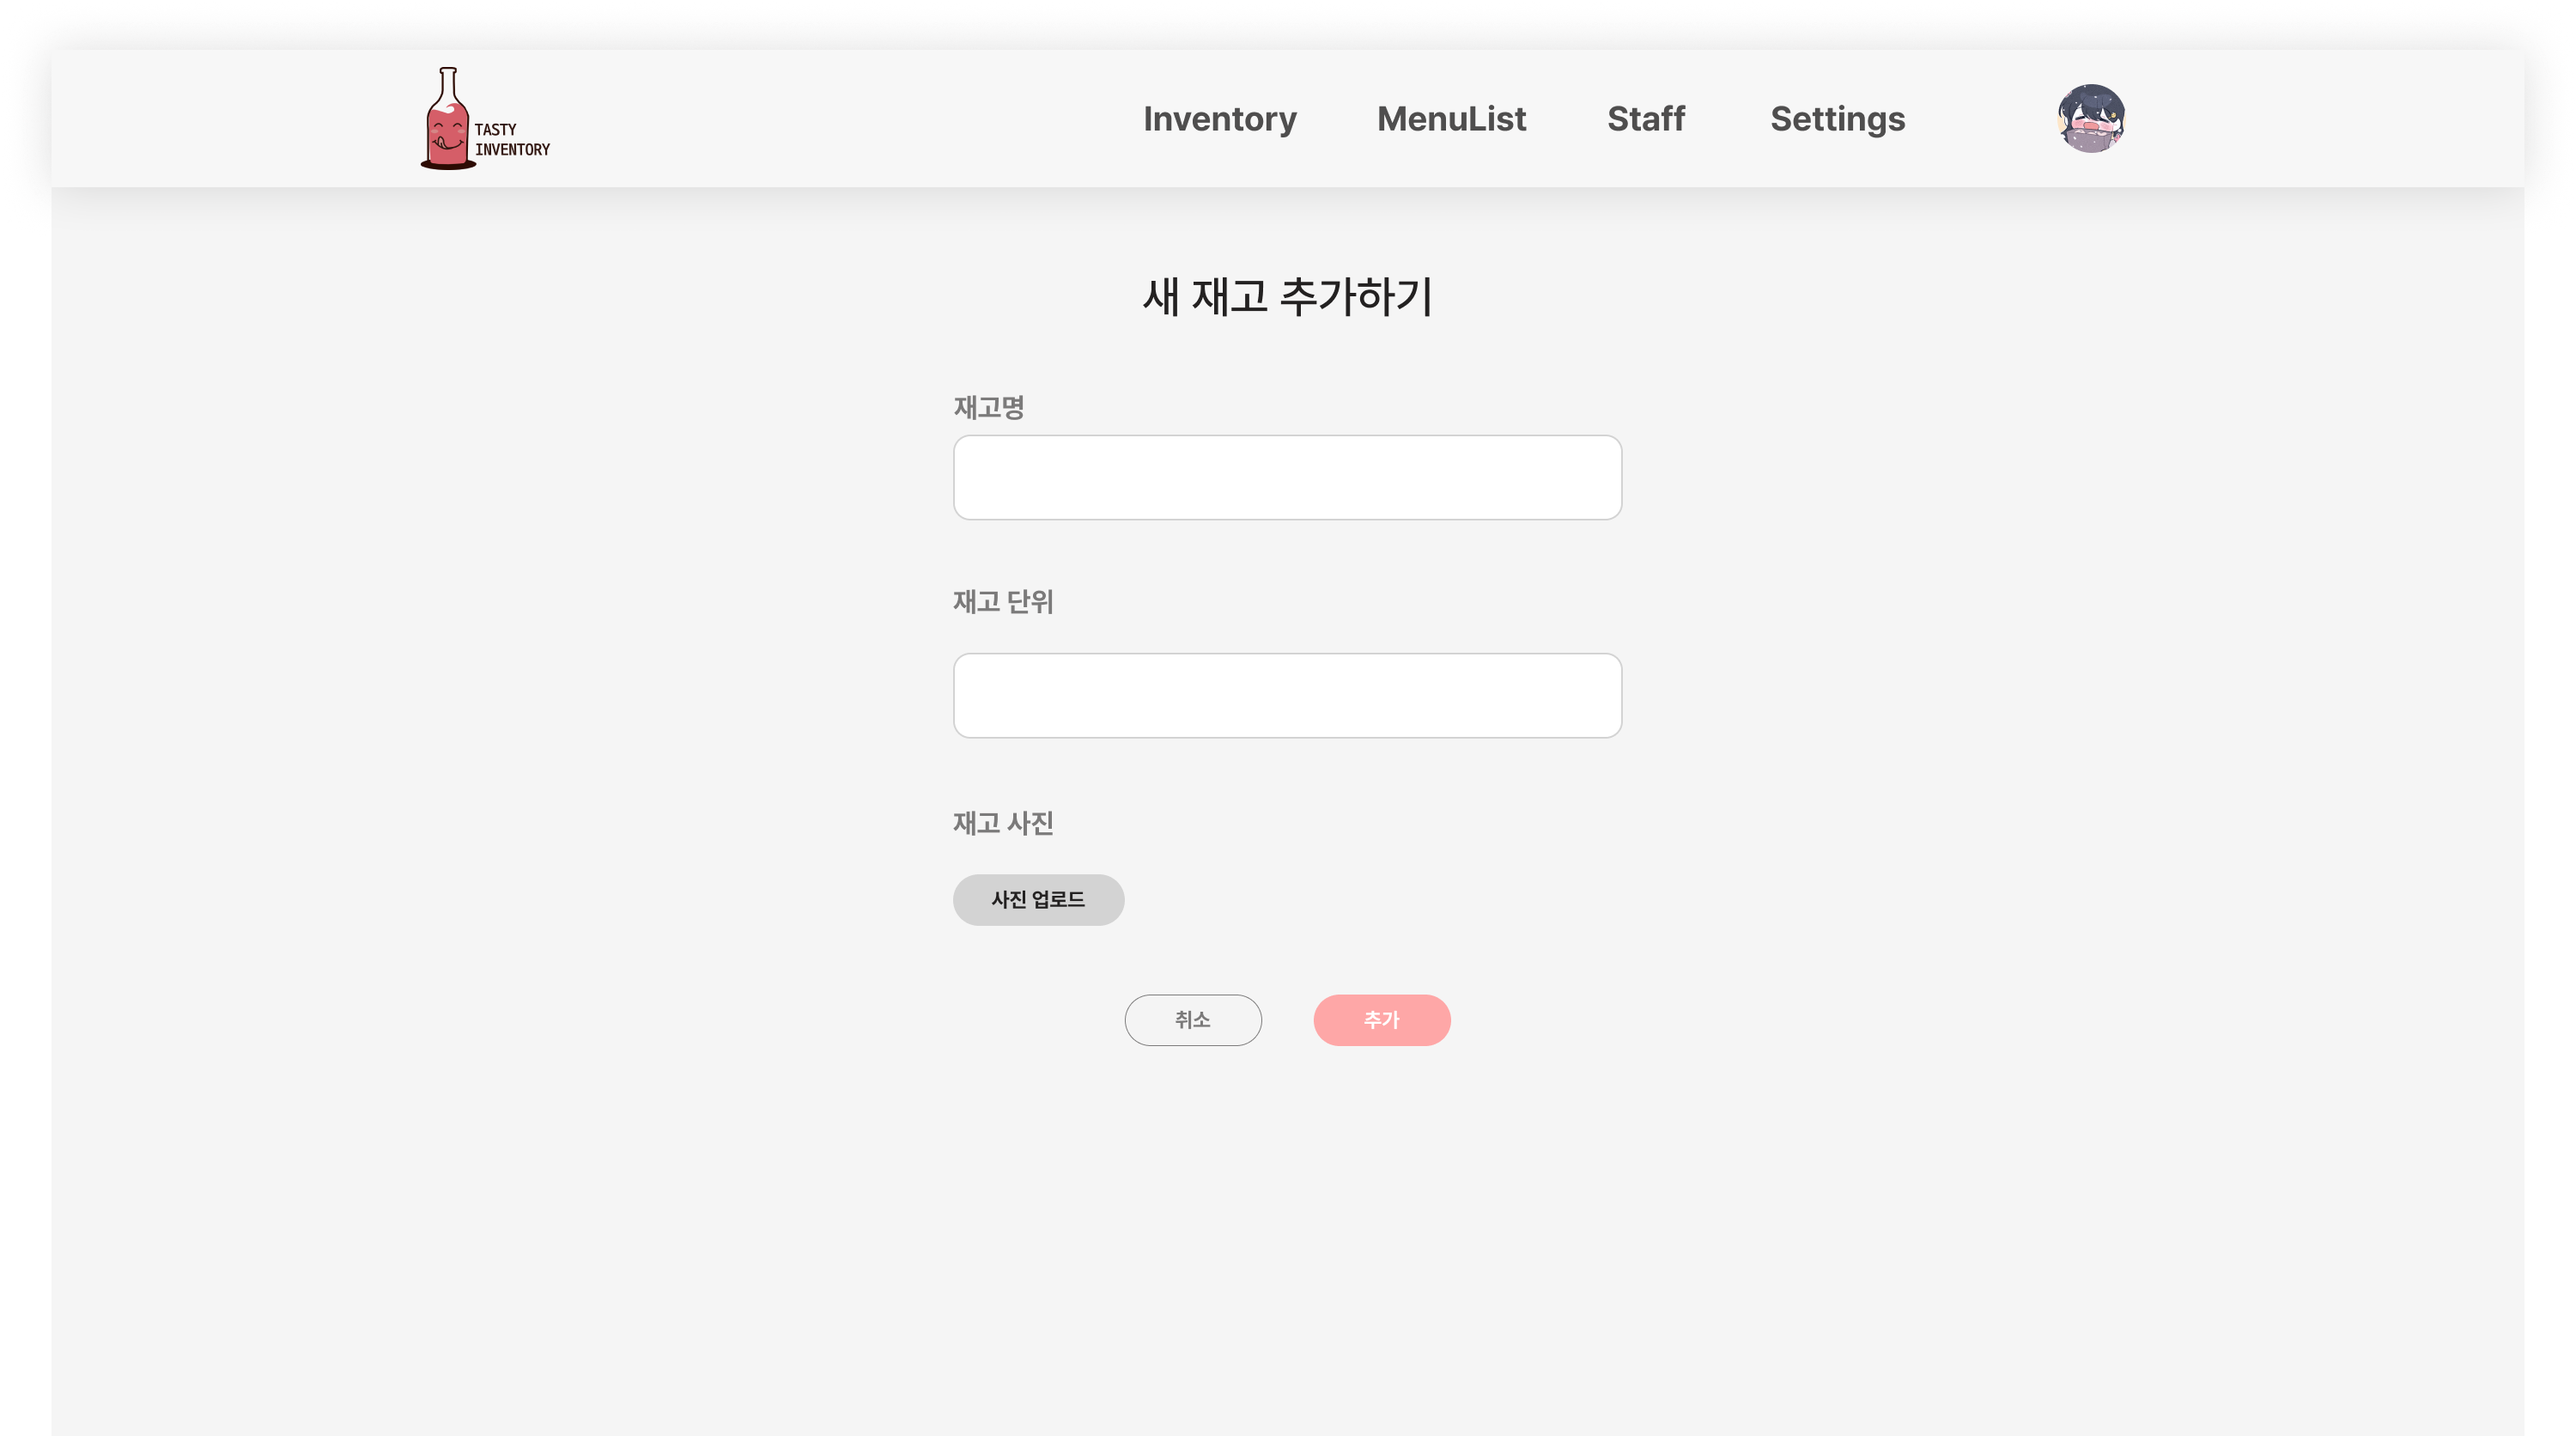 TASTY
INVENTORY
Inventory MenuList Staff Settings
새 재고 추가하기
재고명
재고 단위
재고 사진
사진 업로드
취소 추가